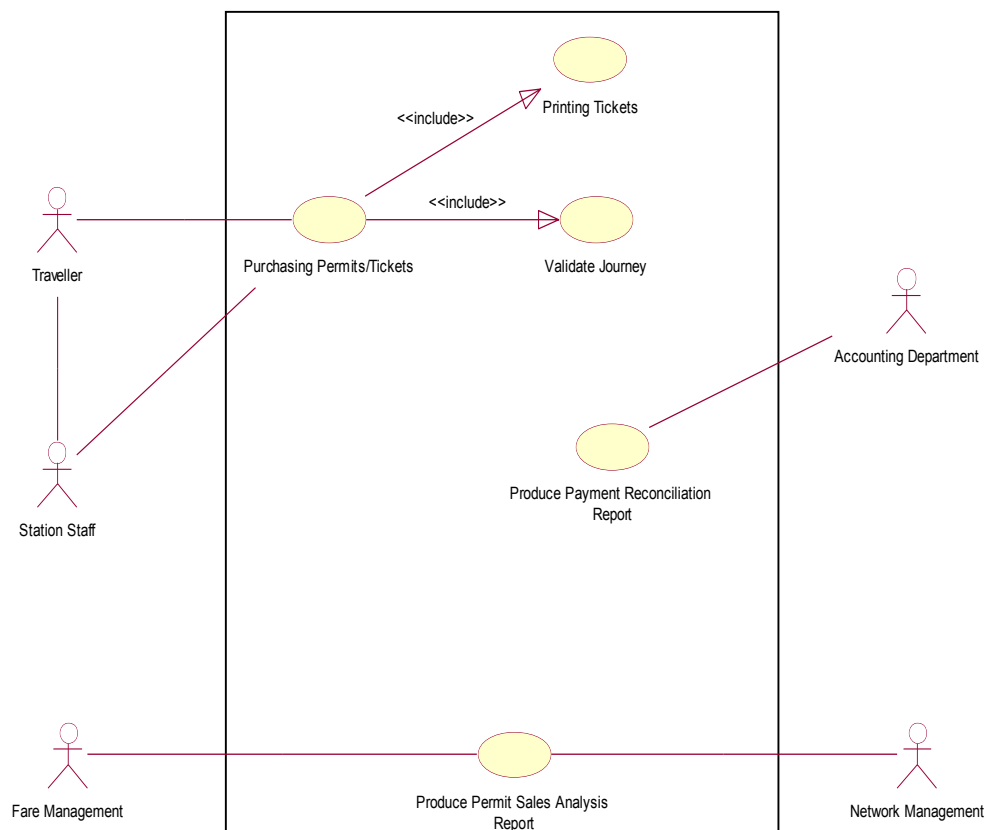 Printing Tickets
<<include>>
<<include>>
Traveller
Purchasing Permits/Tickets
Validate Journey
Accounting Department
Produce Payment Reconciliation
Report
Station Staff
Fare Management
Produce Permit Sales Analysis
Report
Network Management